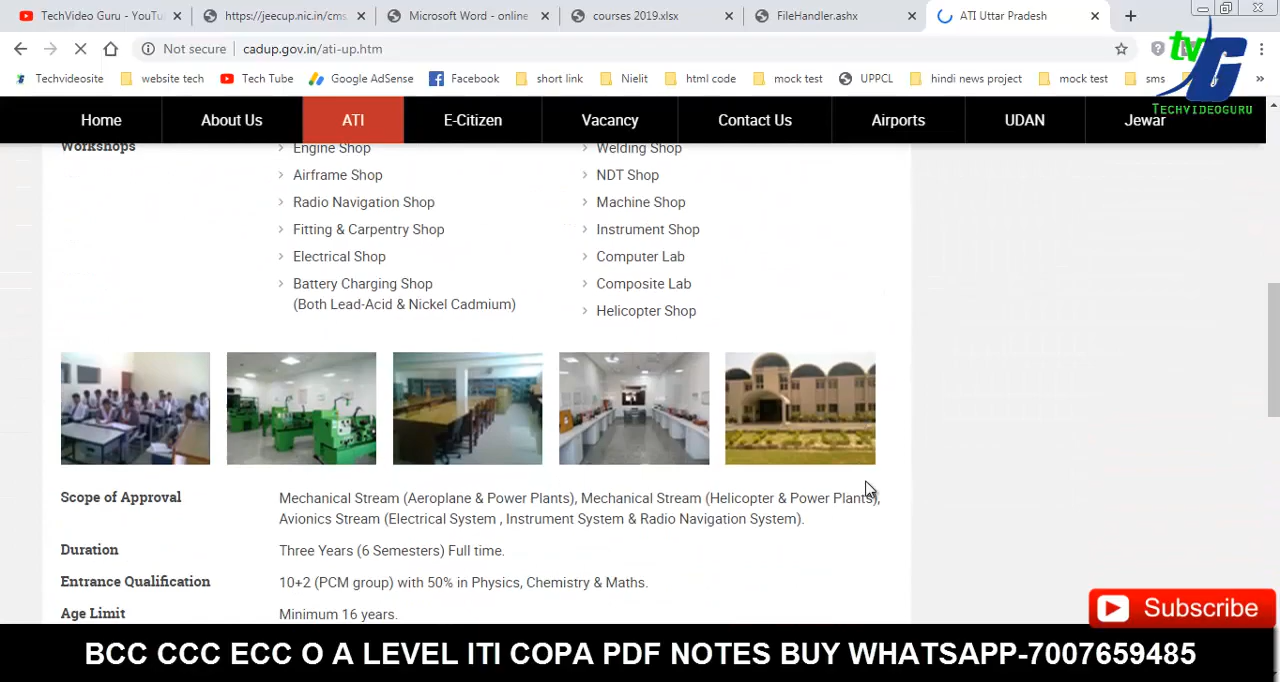 TechVideo Guru - YouTu
https://jeecup.nic.in/cms
Microsoft Word - online
courses 2019.xlsx
FileHandler.ashx
ATI Uttar Pradesh
Not secure
cadup.gov.in/ati-up.htm
Techvideosite
website tech
Tech Tube
Google AdSense
Facebook
short link
Nielit
html code
mock test
UPPCL
hindi news project
mock test
sms
tv G
TECHVIDEOGURU
Home
About Us
ATI
E-Citizen
Vacancy
Contact Us
Airports
UDAN
Jewar
Workshops
Engine Shop
Airframe Shop
Radio Navigation Shop
Fitting & Carpentry Shop
Electrical Shop
Battery Charging Shop
(Both Lead-Acid & Nickel Cadmium)
Welding Shop
NDT Shop
Machine Shop
Instrument Shop
Computer Lab
Composite Lab
Helicopter Shop
Scope of Approval
Mechanical Stream (Aeroplane & Power Plants), Mechanical Stream (Helicopter & Power Plants),
Avionics Stream (Electrical System , Instrument System & Radio Navigation System).
Duration
Three Years (6 Semesters) Full time.
Entrance Qualification
10+2 (PCM group) with 50% in Physics, Chemistry & Maths.
Age Limit
Minimum 16 years.
Subscribe
BCC CCC ECC O A LEVEL ITI COPA PDF NOTES BUY WHATSAPP-7007659485